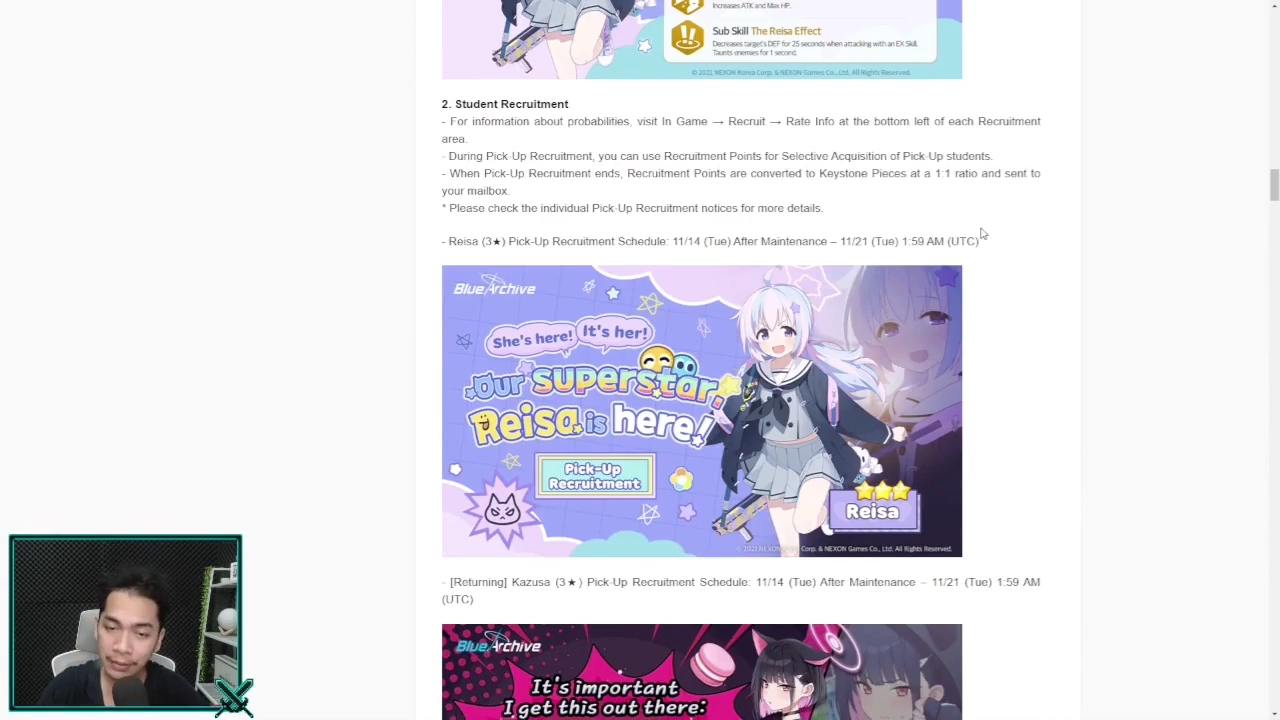 Increases ATK and Max HP.
Sub Skill The Reisa Effect
Decreases target's DEF for 25 seconds when attacking with an EX Skill.
Taunts enemies for 1 second.
© 2021 NEXON Korea Corp. & NEXON Games Co., Ltd. All Rights Reserved.
2. Student Recruitment
- For information about probabilities, visit In Game → Recruit → Rate Info at the bottom left of each Recruitment
area.
- During Pick-Up Recruitment, you can use Recruitment Points for Selective Acquisition of Pick-Up students.
- When Pick-Up Recruitment ends, Recruitment Points are converted to Keystone Pieces at a 1:1 ratio and sent to
your mailbox.
* Please check the individual Pick-Up Recruitment notices for more details.
- Reisa (3★) Pick-Up Recruitment Schedule: 11/14 (Tue) After Maintenance – 11/21 (Tue) 1:59 AM (UTC)
Blue Archive
She's here! It's her!
Our superstar,
Reisa is here!
Pick-Up
Recruitment
Reisa
© 2021 NEXON Corp. & NEXON Games Co., Ltd. All Rights Reserved.
- [Returning] Kazusa (3★) Pick-Up Recruitment Schedule: 11/14 (Tue) After Maintenance – 11/21 (Tue) 1:59 AM
(UTC)
Blue Archive
It's important
I get this out there: